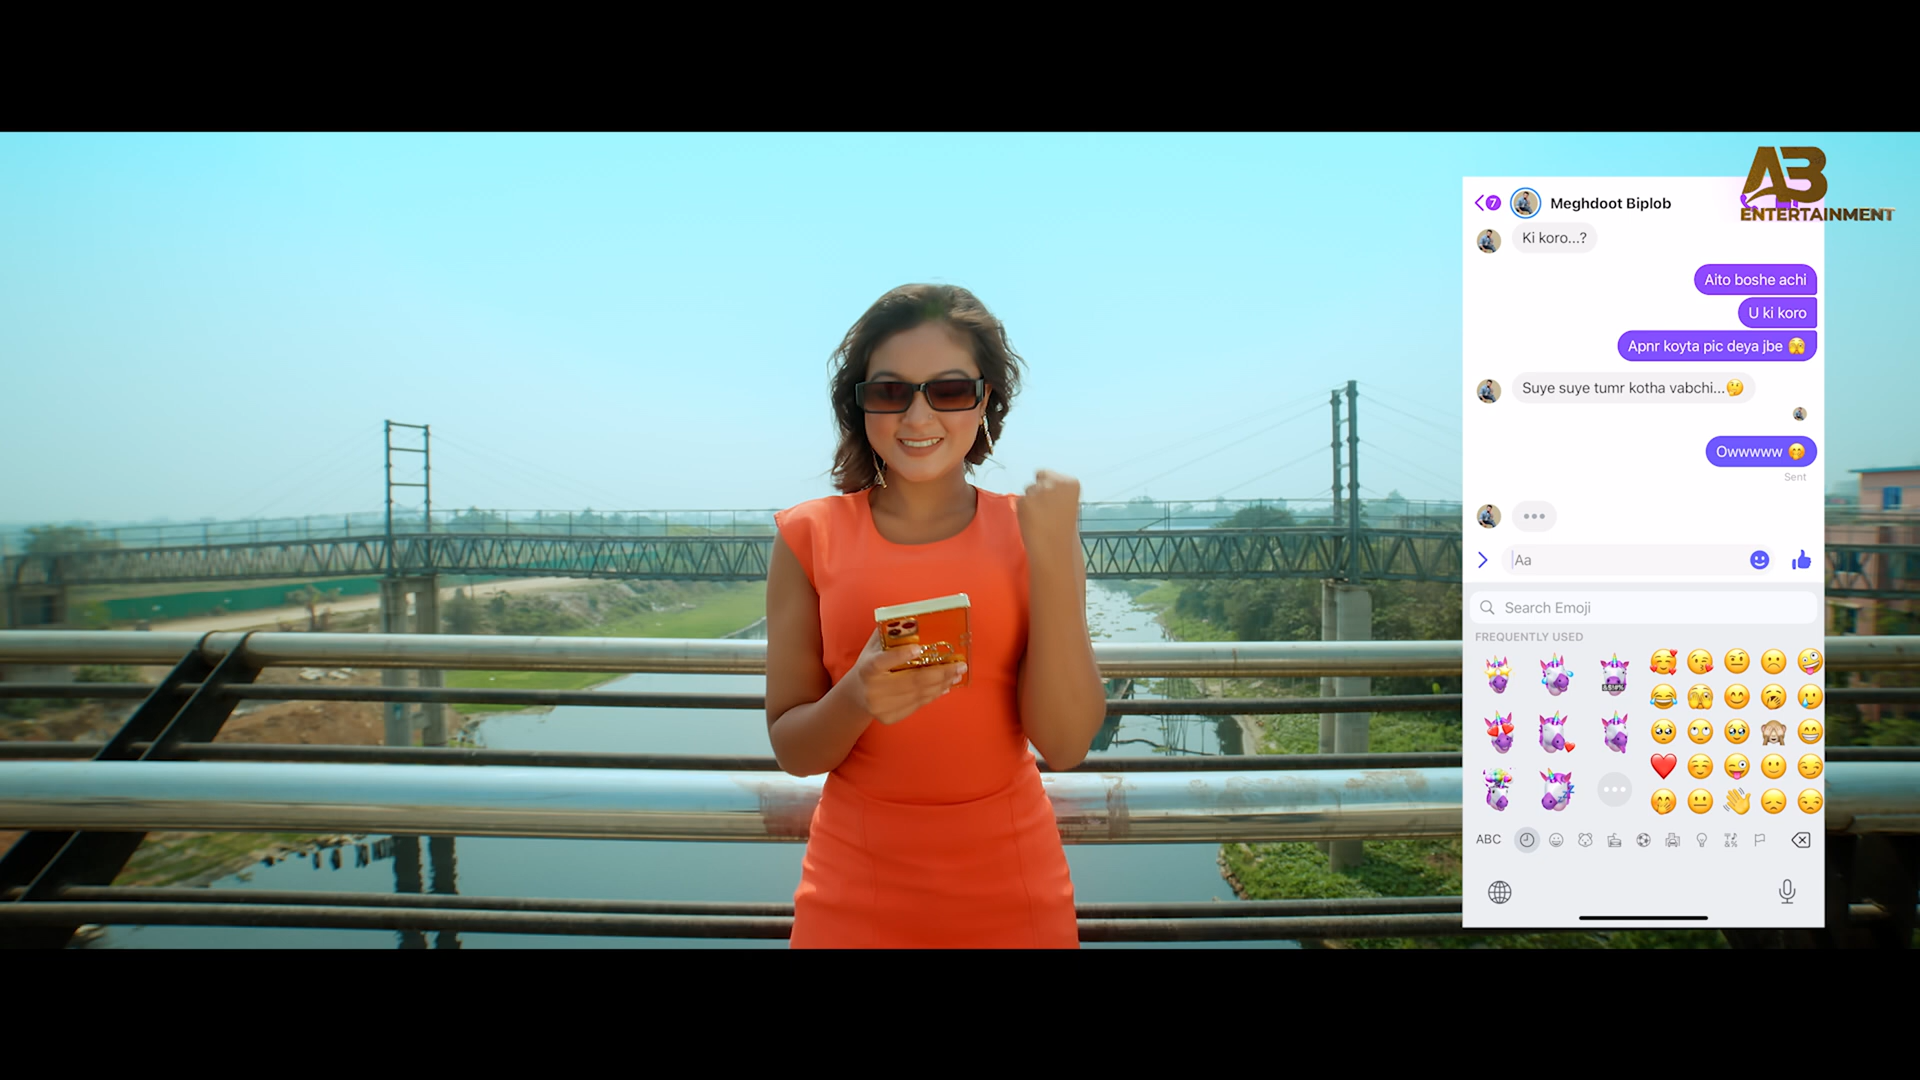 AB
ENTERTAINMENT
7
Meghdoot Biplob
Ki koro...?
Aito boshe achi
U ki koro
Apnr koyta pic deya jbe 🫣
Suye suye tumr kotha vabchi...🤔
Owwwww 🤭
Sent
Aa
Search Emoji
FREQUENTLY USED
ABC